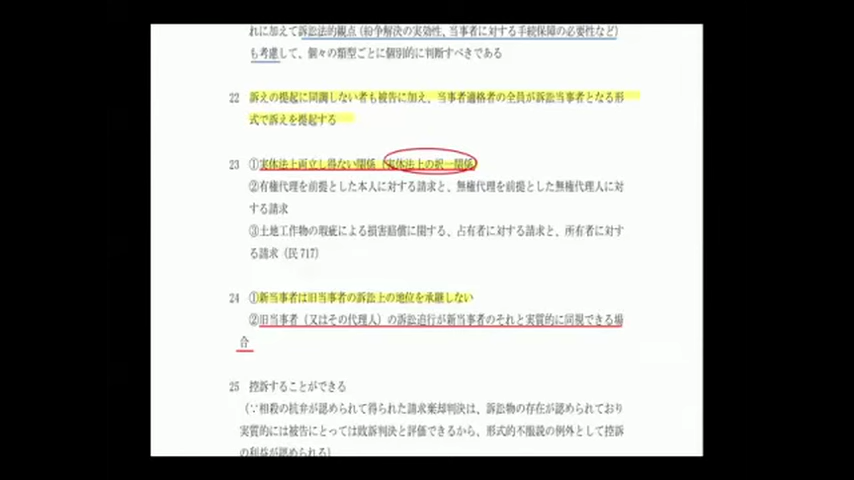 れに加えて訴訟法的観点（紛争解決の実効性、当事者に対する手続保障の必要性など）
も考慮して、個々の類型ごとに個別的に判断すべきである
22 訴えの提起に同調しない者も被告に加え、当事者適格者の全員が訴訟当事者となる形
式で訴えを提起する
23 ①実体法上両立し得ない関係（実体法上の択一関係）
②有権代理を前提とした本人に対する請求と、無権代理を前提とした無権代理人に対
する請求
③土地工作物の瑕疵による損害賠償に関する、占有者に対する請求と、所有者に対す
る請求（民717）
24 ①新当事者は旧当事者の訴訟上の地位を承継しない
②旧当事者（又はその代理人）の訴訟追行が新当事者のそれと実質的に同視できる場
合
25 控訴することができる
（∵相殺の抗弁が認められて得られた請求棄却判決は、訴訟物の存在が認められており
実質的には被告にとっては敗訴判決と評価できるから、形式的不服説の例外として控訴
の利益が認められる）